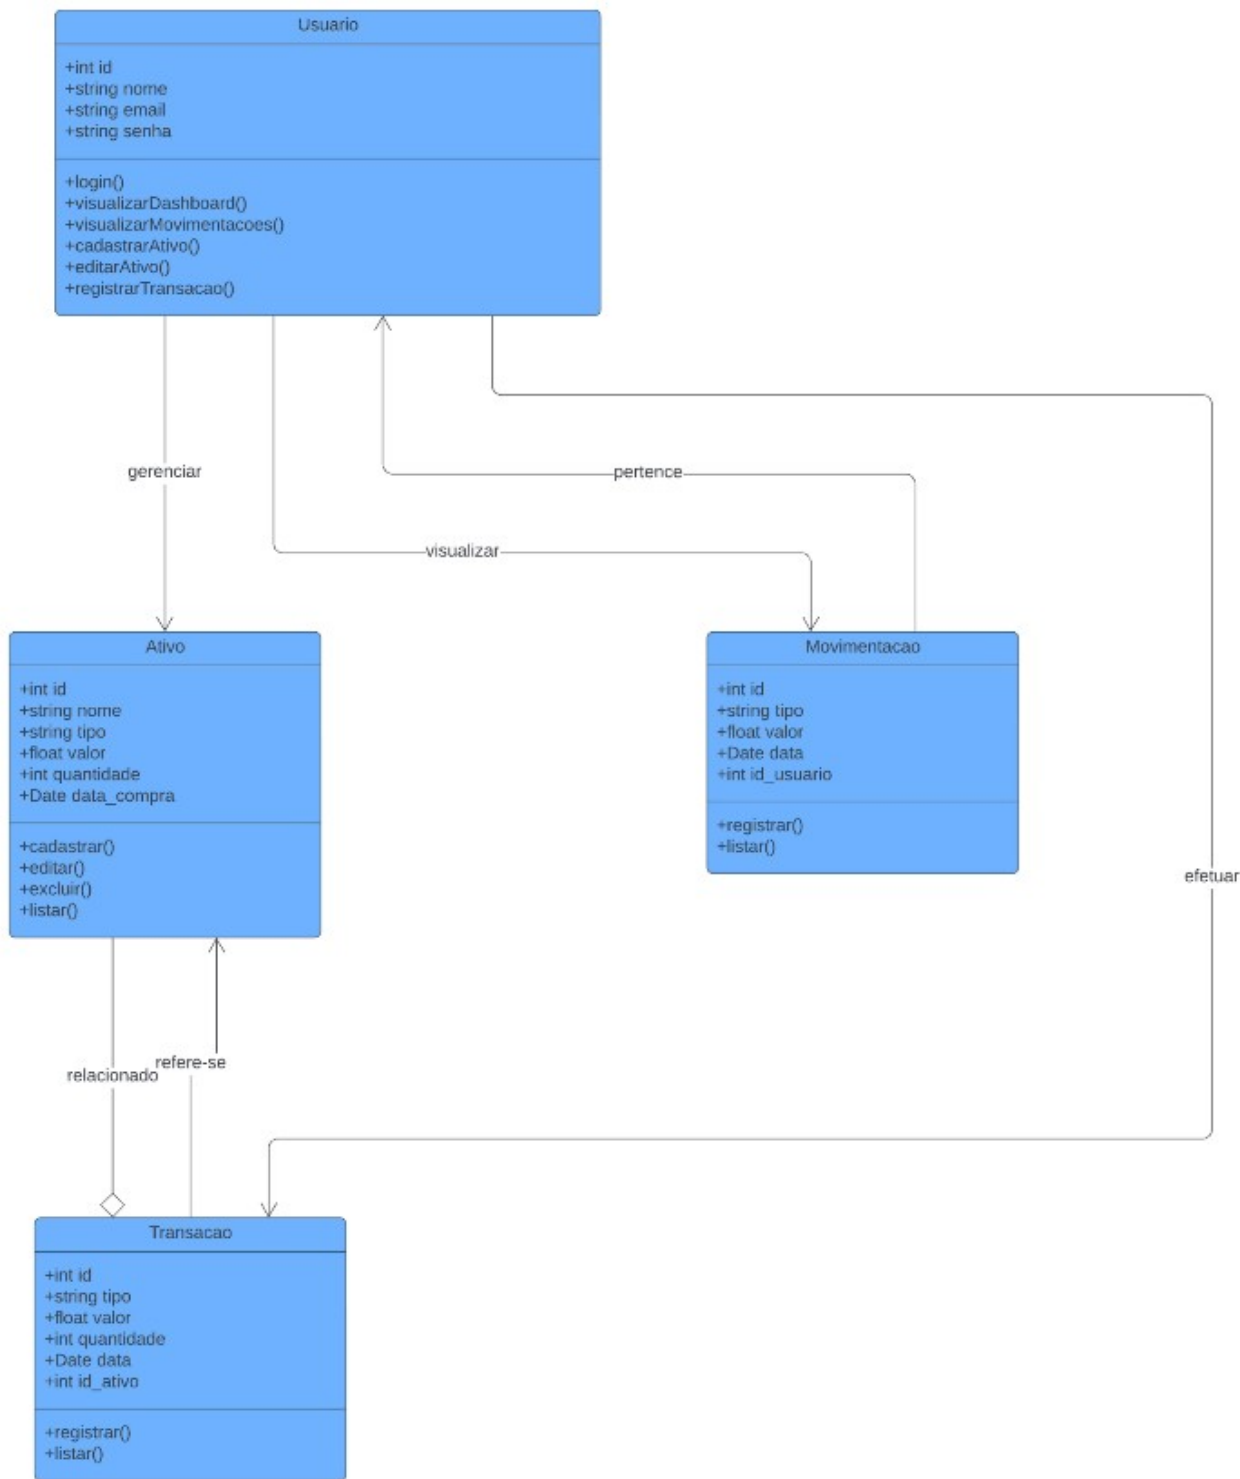 Usuario
+int id
+string nome
+string email
+string senha
+login()
+visualizarDashboard()
+visualizarMovimentacoes()
+cadastrarAtivo()
+editarAtivo()
+registrarTransacao()
gerenciar
pertence
visualizar
Ativo
+int id
+string nome
+string tipo
+float valor
+int quantidade
+Date data_compra
+cadastrar()
+editar()
+excluir()
+listar()
Movimentacao
+int id
+string tipo
+float valor
+Date data
+int id_usuario
+registrar()
+listar()
efetuar
refere-se
relacionado
Transacao
+int id
+string tipo
+float valor
+int quantidade
+Date data
+int id_ativo
+registrar()
+listar()